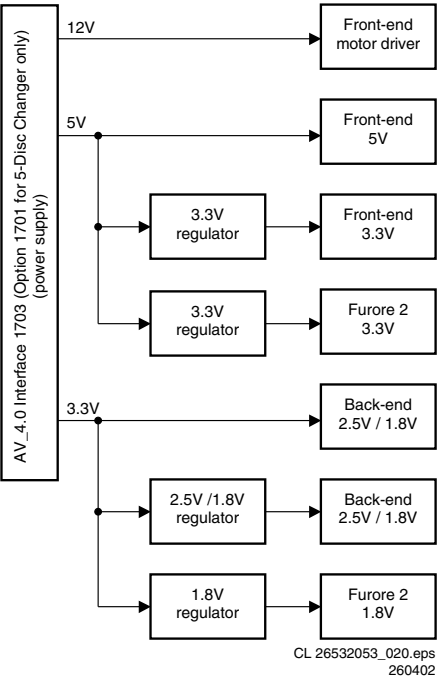 AV_4.0 Interface 1703 (Option 1701 for 5-Disc Changer only)
(power supply)
12V
Front-end
motor driver
5V
Front-end
5V
3.3V
regulator
Front-end
3.3V
3.3V
regulator
Furore 2
3.3V
3.3V
Back-end
2.5V / 1.8V
2.5V /1.8V
regulator
Back-end
2.5V / 1.8V
1.8V
regulator
Furore 2
1.8V
CL 26532053_020.eps
260402